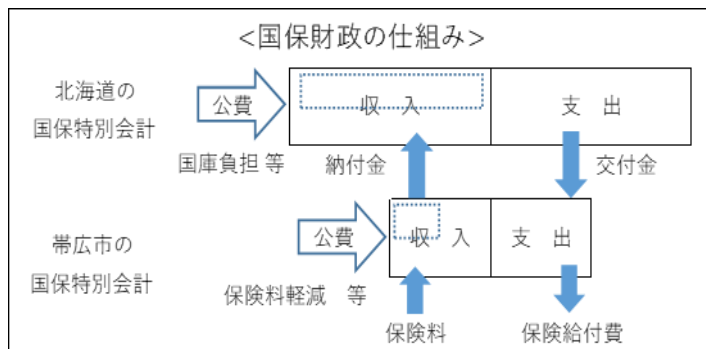 <国保財政の仕組み>
北海道の
国保特別会計
公費
収 入
支 出
国庫負担 等
納付金
交付金
帯広市の
国保特別会計
公費
収 入
支 出
保険料軽減 等
保険料
保険給付費